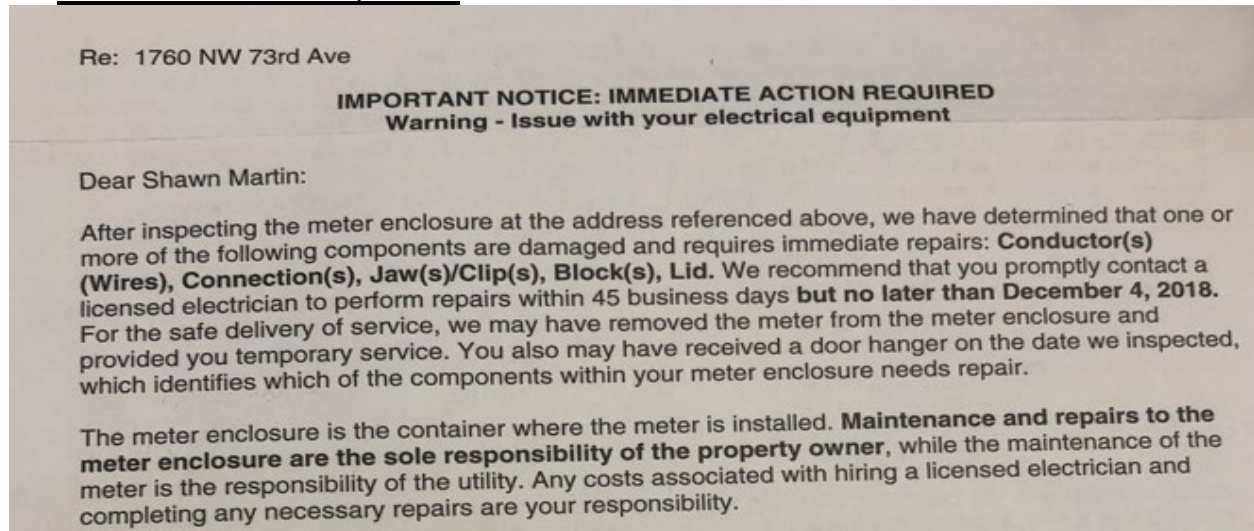 Re: 1760 NW 73rd Ave
IMPORTANT NOTICE: IMMEDIATE ACTION REQUIRED
Warning - Issue with your electrical equipment
Dear Shawn Martin:
After inspecting the meter enclosure at the address referenced above, we have determined that one or
more of the following components are damaged and requires immediate repairs: Conductor(s)
(Wires), Connection(s), Jaw(s)/Clip(s), Block(s), Lid. We recommend that you promptly contact a
licensed electrician to perform repairs within 45 business days but no later than December 4, 2018.
For the safe delivery of service, we may have removed the meter from the meter enclosure and
provided you temporary service. You also may have received a door hanger on the date we inspected,
which identifies which of the components within your meter enclosure needs repair.
The meter enclosure is the container where the meter is installed. Maintenance and repairs to the
meter enclosure are the sole responsibility of the property owner, while the maintenance of the
meter is the responsibility of the utility. Any costs associated with hiring a licensed electrician and
completing any necessary repairs are your responsibility.